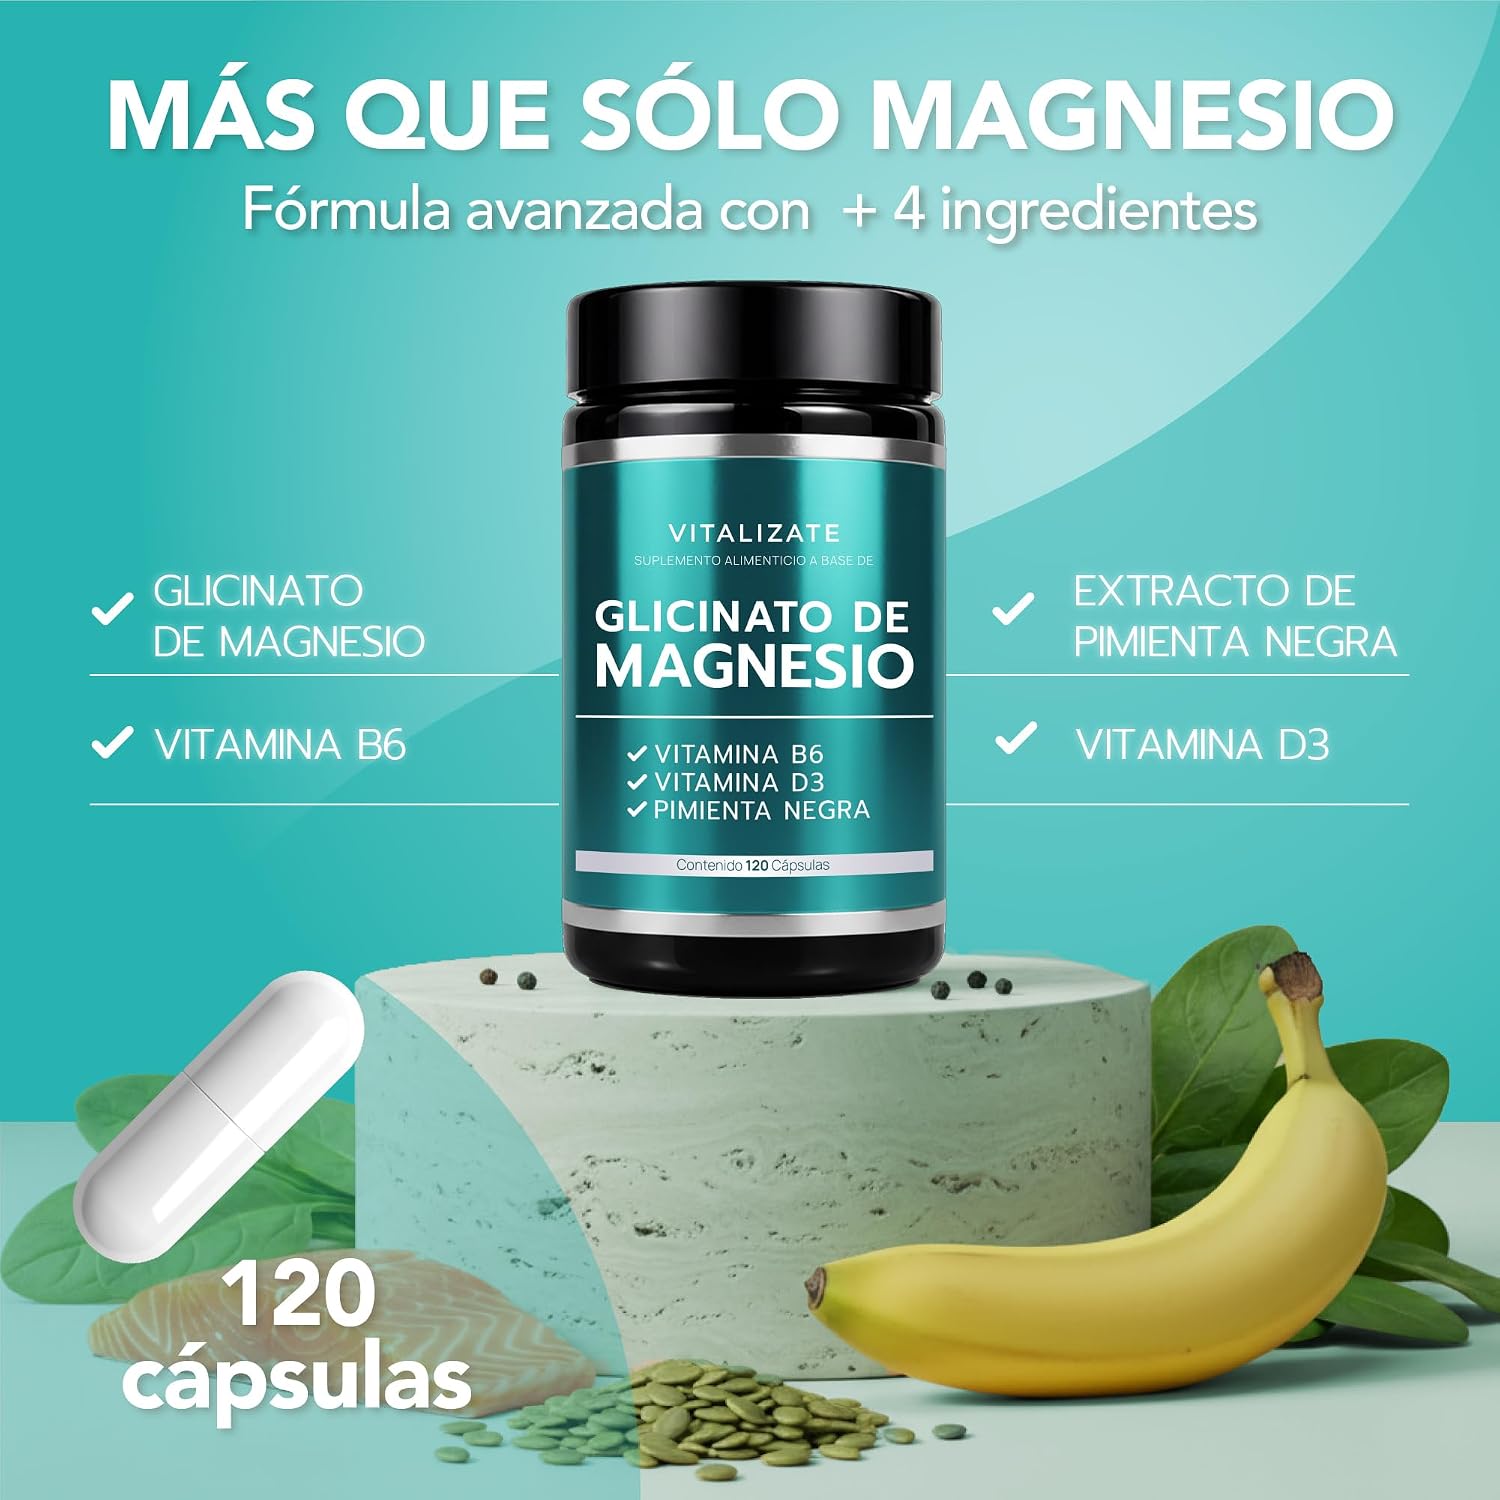 MÁS QUE SÓLO MAGNESIO
Fórmula avanzada con + 4 ingredientes
GLICINATO
DE MAGNESIO
VITAMINA B6
VITALIZATE
SUPLEMENTO ALIMENTICIO A BASE DE
GLICINATO DE
MAGNESIO
VITAMINA B6
VITAMINA D3
PIMIENTA NEGRA
Contenido 120 Cápsulas
EXTRACTO DE
PIMIENTA NEGRA
VITAMINA D3
120
cápsulas